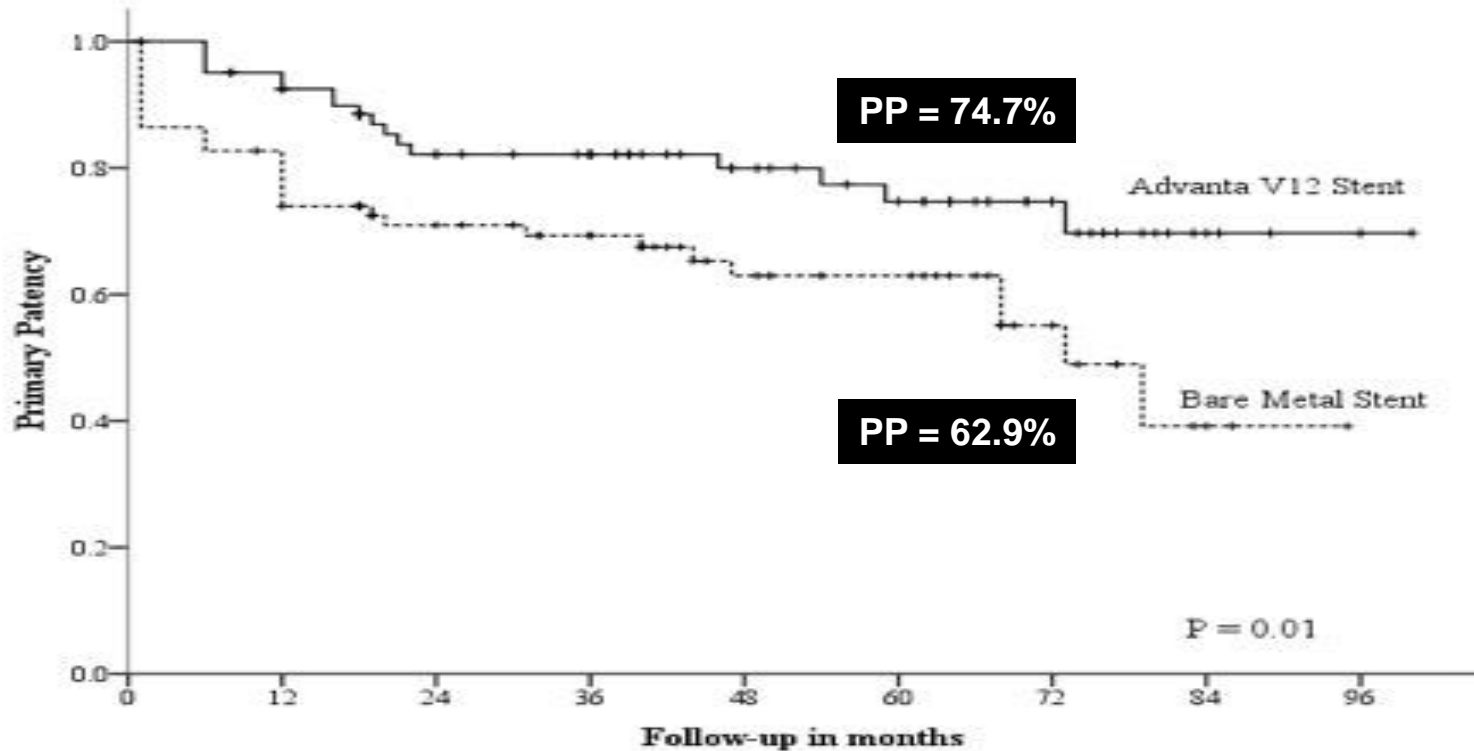 1.0
PP = 74.7%
0.8
Advanta V12 Stent
Primary Patency
0.6
Bare Metal Stent
0.4
PP = 62.9%
0.2
P = 0.01
0.0
0 12 24 36 48 60 72 84 96
Follow-up in months